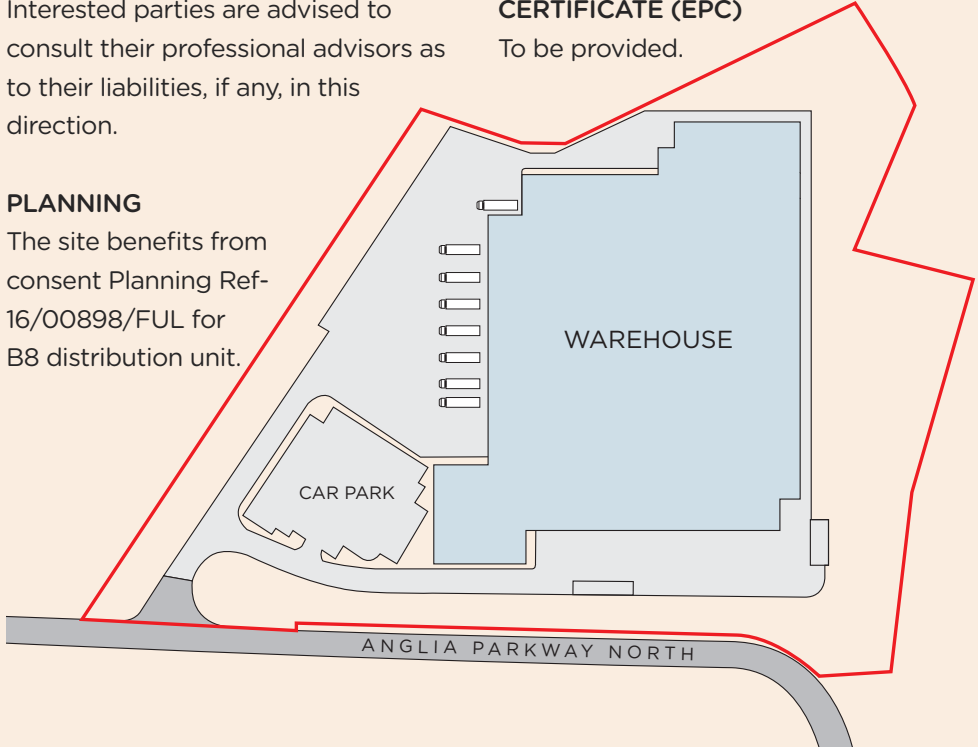 Interested parties are advised to
consult their professional advisors as
to their liabilities, if any, in this
direction.
PLANNING
The site benefits from
consent Planning Ref-
16/00898/FUL for
B8 distribution unit.
CERTIFICATE (EPC)
To be provided.
WAREHOUSE
CAR PARK
ANGLIA PARKWAY NORTH